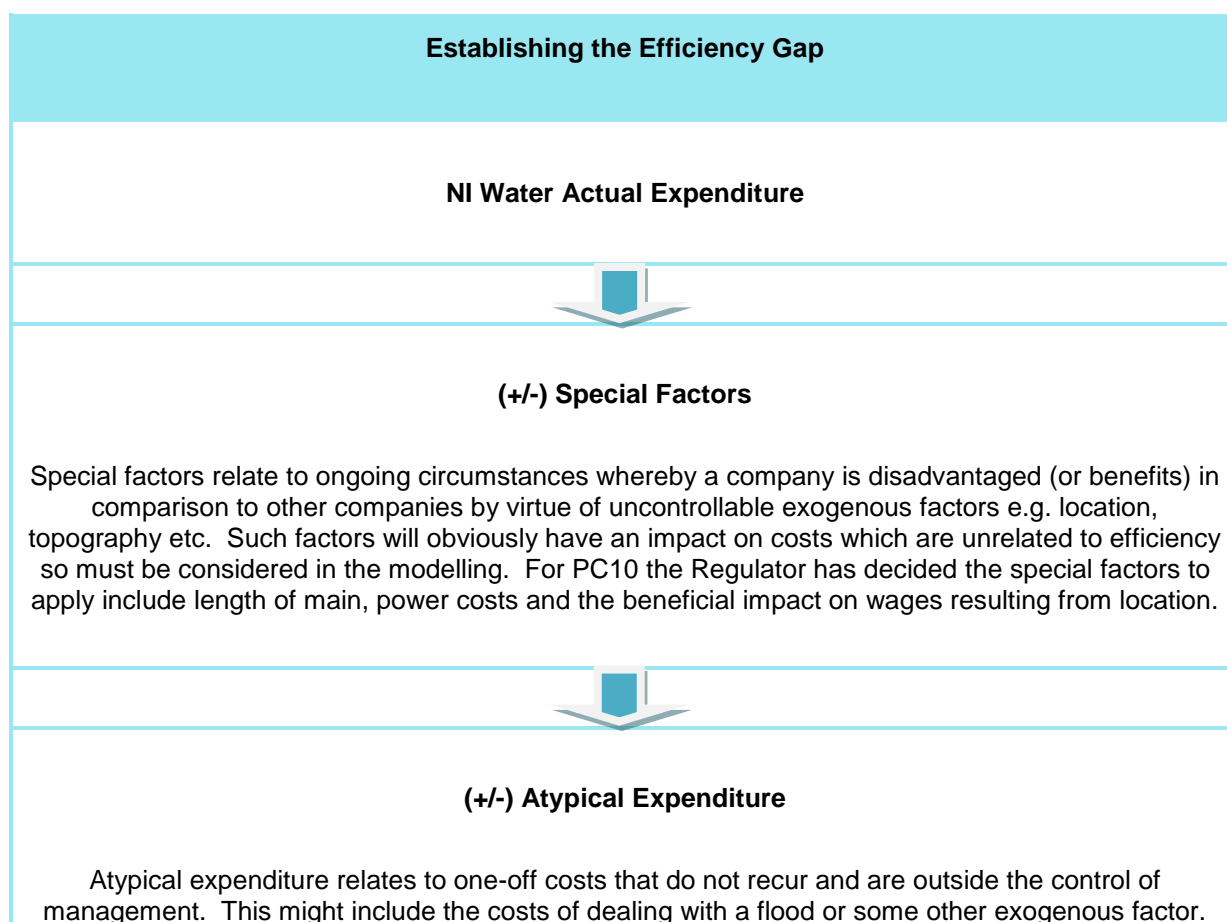 Establishing the Efficiency Gap
NI Water Actual Expenditure
(+/-) Special Factors
Special factors relate to ongoing circumstances whereby a company is disadvantaged (or benefits) in
comparison to other companies by virtue of uncontrollable exogenous factors e.g. location,
topography etc.  Such factors will obviously have an impact on costs which are unrelated to efficiency
so must be considered in the modelling.  For PC10 the Regulator has decided the special factors to
apply include length of main, power costs and the beneficial impact on wages resulting from location.
(+/-) Atypical Expenditure
Atypical expenditure relates to one-off costs that do not recur and are outside the control of
management.  This might include the costs of dealing with a flood or some other exogenous factor.